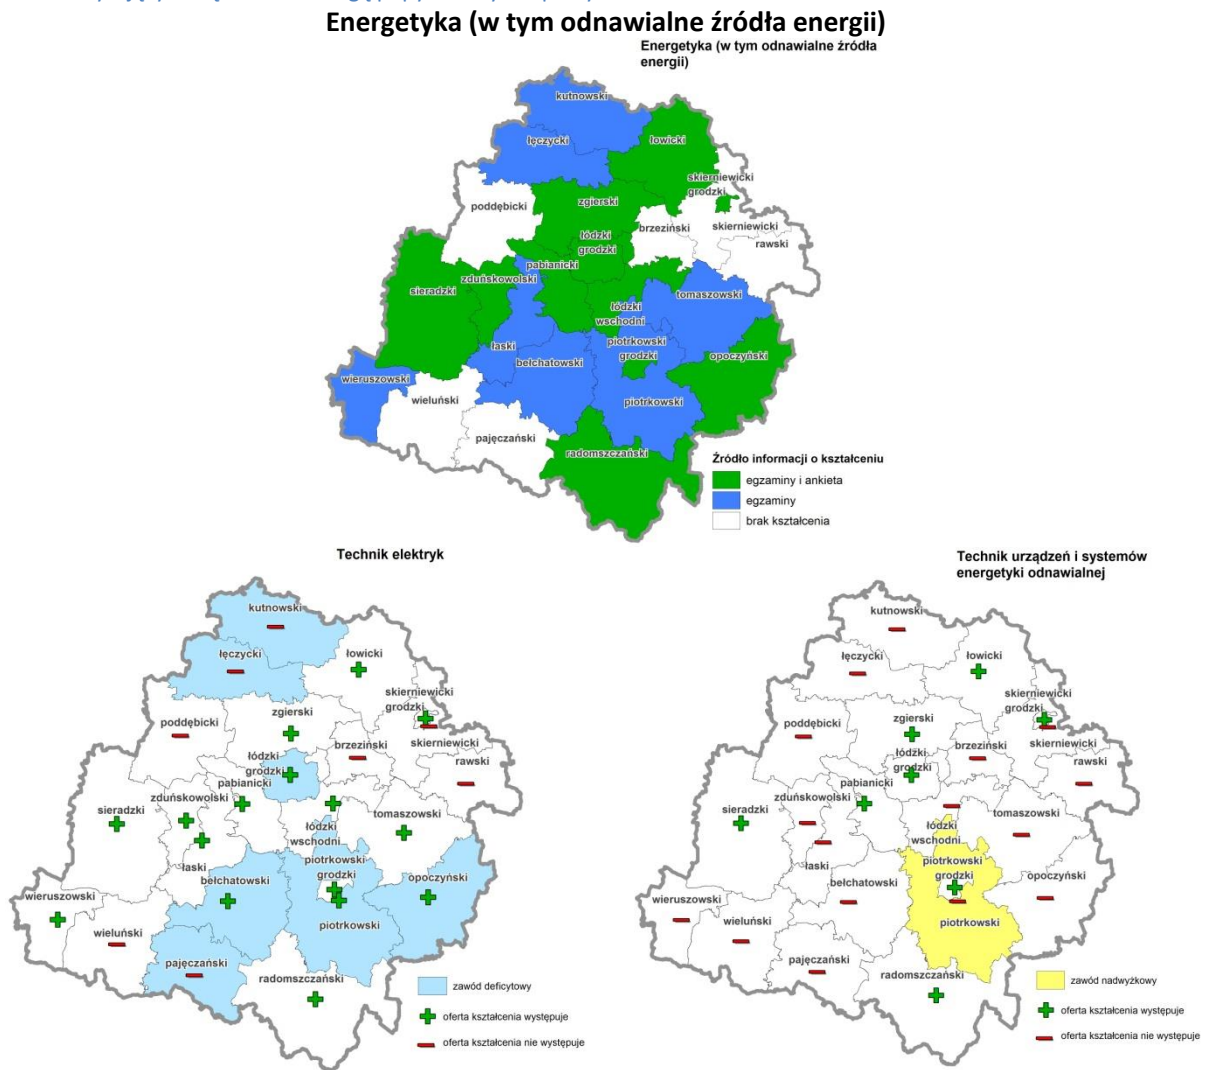 Energetyka (w tym odnawialne źródła energii)
Energetyka (w tym odnawialne źródła
energii)
kutnowski
łęczycki
łowicki
skierniewicki
grodzki
poddębicki
zgierski
brzeziński
skierniewicki
rawski
łódzki
grodzki
pabianicki
zduńskowolski
sieradzki
tomaszowski
łódzki
wschodni
piotrkowski
grodzki
łaski
bełchatowski
opoczyński
wieruszowski
wieluński
piotrkowski
pajęczański
radomszczański
Źródło informacji o kształceniu
egzaminy i ankieta
egzaminy
brak kształcenia
Technik elektryk
kutnowski
łęczycki
łowicki
skierniewicki
grodzki
poddębicki
zgierski
brzeziński
skierniewicki
rawski
łódzki
grodzki
pabianicki
zduńskowolski
sieradzki
tomaszowski
łódzki
wschodni
piotrkowski
grodzki
łaski
bełchatowski
opoczyński
wieruszowski
wieluński
piotrkowski
pajęczański
radomszczański
zawód deficytowy
oferta kształcenia występuje
oferta kształcenia nie występuje
Technik urządzeń i systemów
energetyki odnawialnej
kutnowski
łęczycki
łowicki
skierniewicki
grodzki
poddębicki
zgierski
brzeziński
skierniewicki
rawski
łódzki
grodzki
pabianicki
zduńskowolski
sieradzki
tomaszowski
łódzki
wschodni
piotrkowski
grodzki
łaski
bełchatowski
opoczyński
wieruszowski
wieluński
piotrkowski
pajęczański
radomszczański
zawód nadwyżkowy
oferta kształcenia występuje
oferta kształcenia nie występuje